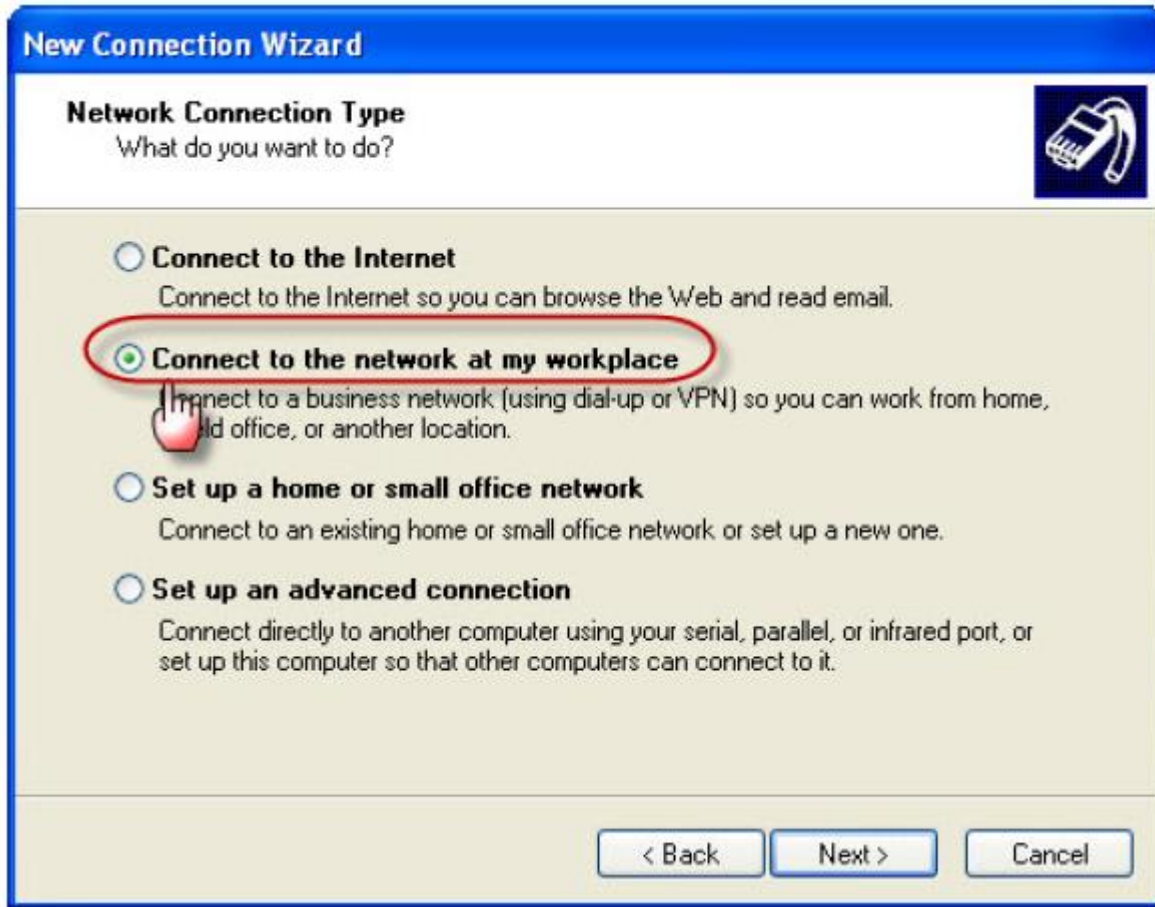 New Connection Wizard
Network Connection Type
What do you want to do?
Connect to the Internet
Connect to the Internet so you can browse the Web and read email.
Connect to the network at my workplace
nnect to a business network (using dial-up or VPN) so you can work from home,
ld office, or another location.
Set up a home or small office network
Connect to an existing home or small office network or set up a new one.
Set up an advanced connection
Connect directly to another computer using your serial, parallel, or infrared port, or
set up this computer so that other computers can connect to it.
< Back
Next >
Cancel